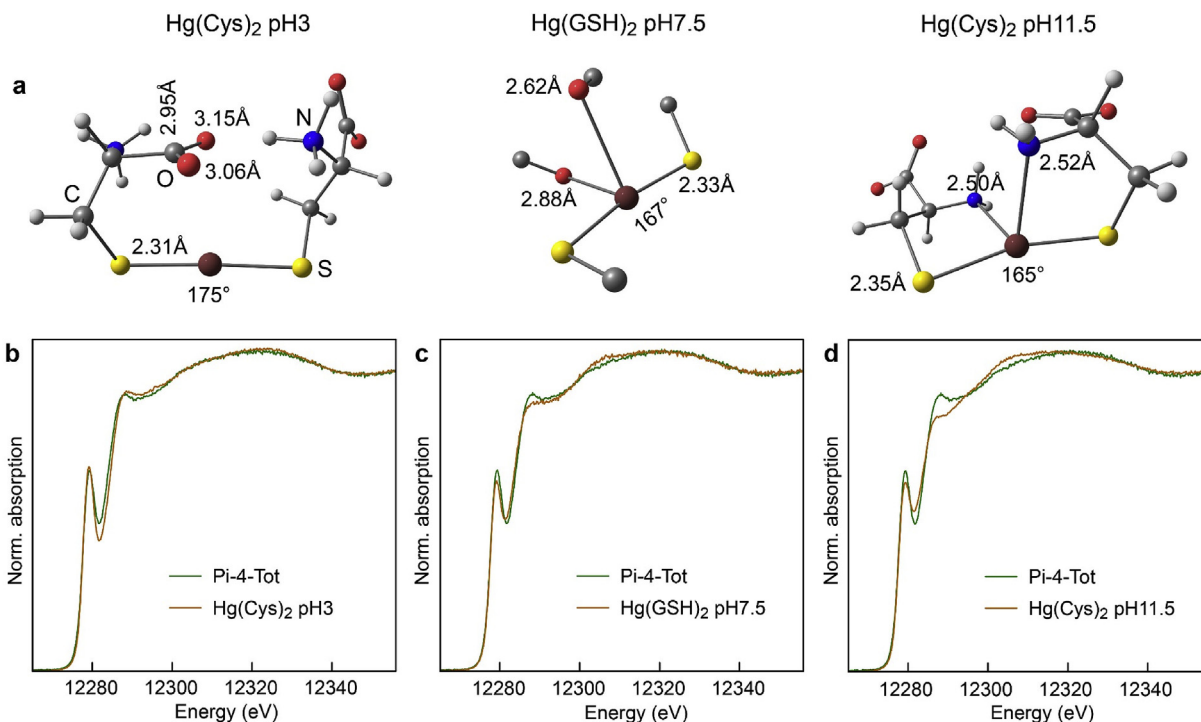 Hg(Cys)₂ pH3
Hg(GSH)₂ pH7.5
Hg(Cys)₂ pH11.5
a
2.95Å
3.15Å
N
O
3.06Å
C
2.31Å
S
175°
2.62Å
2.33Å
2.88Å
167°
2.52Å
2.50Å
2.35Å
165°
b
Norm. absorption
Pi-4-Tot
Hg(Cys)₂ pH3
12280 12300 12320 12340
Energy (eV)
c
Norm. absorption
Pi-4-Tot
Hg(GSH)₂ pH7.5
12280 12300 12320 12340
Energy (eV)
d
Norm. absorption
Pi-4-Tot
Hg(Cys)₂ pH11.5
12280 12300 12320 12340
Energy (eV)